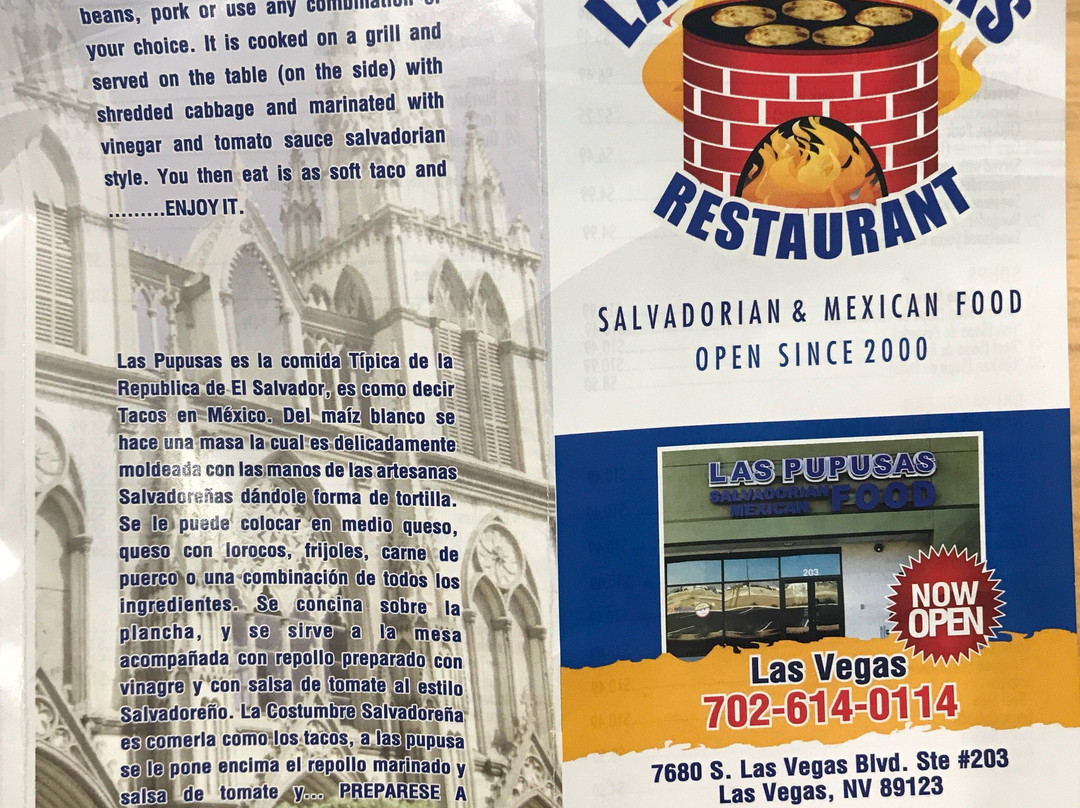 beans, pork or use any combination of
your choice. It is cooked on a grill and
served on the table (on the side) with
shredded cabbage and marinated with
vinegar and tomato sauce salvadorian
style. You then eat is as soft taco and
.........ENJOY IT.
Las Pupusas es la comida Típica de la
Republica de El Salvador, es como decir
Tacos en México. Del maíz blanco se
hace una masa la cual es delicadamente
moldeada con las manos de las artesanas
Salvadoreñas dándole forma de tortilla.
Se le puede colocar en medio queso,
queso con lorocos, frijoles, carne de
puerco o una combinación de todos los
ingredientes. Se concina sobre la
plancha, y se sirve a la mesa
acompañada con repollo preparado con
vinagre y con salsa de tomate al estilo
Salvadoreño. La Costumbre Salvadoreña
es comerla como los tacos, a las pupusa
se le pone encima el repollo marinado y
salsa de tomate y... PREPARESE A
RESTAURANT
SALVADORIAN & MEXICAN FOOD
OPEN SINCE 2000
LAS PUPUSAS
SALVADORIAN FOOD
MEXICAN
203
NOW
OPEN
Las Vegas
702-614-0114
7680 S. Las Vegas Blvd. Ste #203
Las Vegas, NV 89123